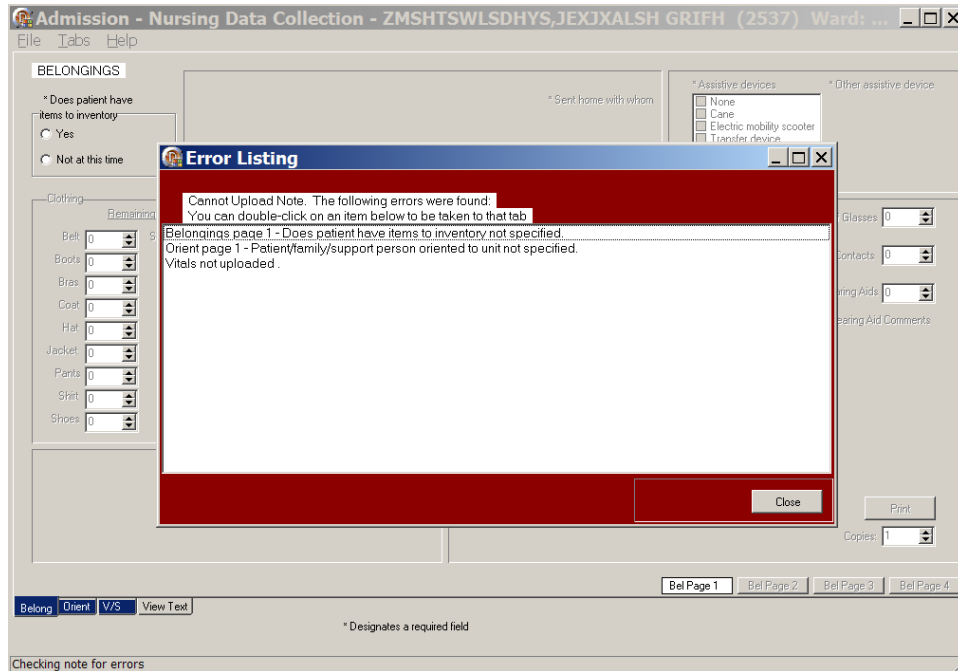 Admission - Nursing Data Collection - ZMSHTSWLSDHYS,JEXJXALSH GRIFH (2537) Ward: ...
File Tabs Help
BELONGINGS
* Does patient have
items to inventory
Yes
Not at this time
* Sent home with whom
* Assistive devices
* Other assistive device
None
Cane
Electric mobility scooter
Transfer device
Error Listing
Cannot Upload Note. The following errors were found:
You can double-click on an item below to be taken to that tab
Belongings page 1 - Does patient have items to inventory not specified.
Orient page 1 - Patient/family/support person oriented to unit not specified.
Vitals not uploaded .
Close
Clothing
Remaining
Belt 0
Boots 0
Bras 0
Coat 0
Hat 0
Jacket 0
Pants 0
Shirt 0
Shoes 0
Glasses 0
Contacts 0
aring Aids 0
earing Aid Comments
Print
Copies: 1
Bel Page 1 Bel Page 2 Bel Page 3 Bel Page 4
Belong Orient V/S View Text
* Designates a required field
Checking note for errors